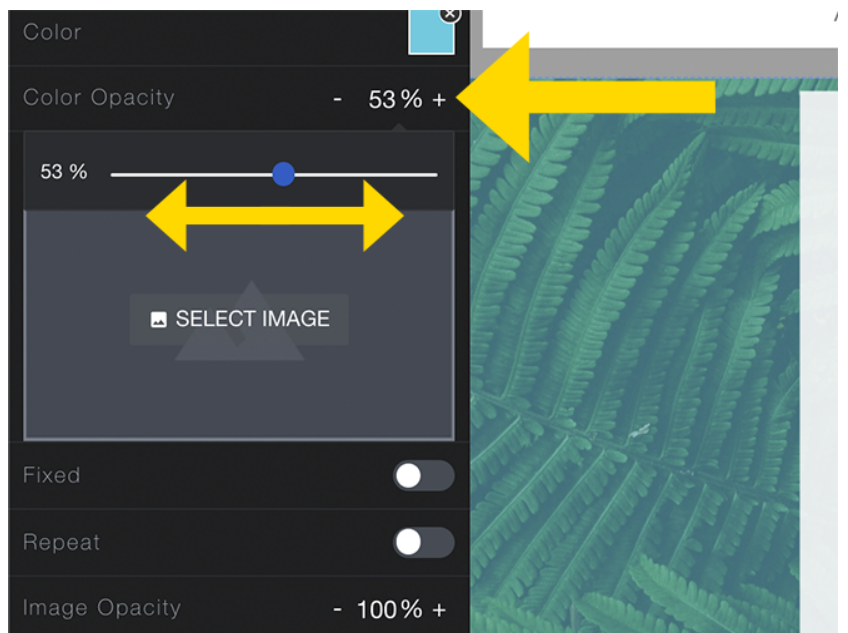 Color
Color Opacity - 53% +
53 %
SELECT IMAGE
Fixed
Repeat
Image Opacity - 100% +